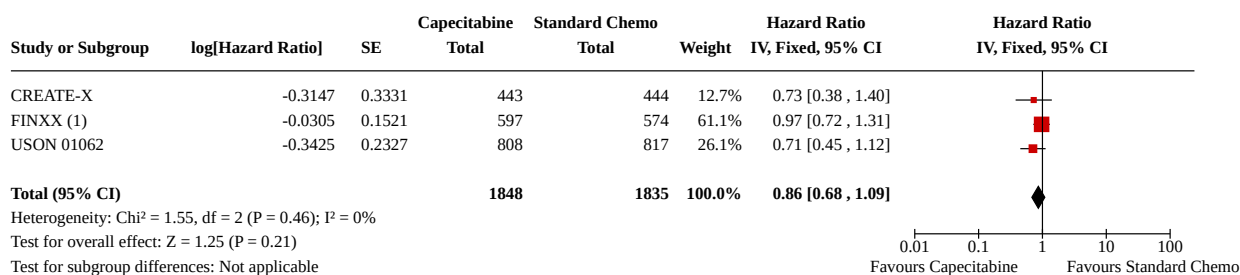 Capecitabine Standard Chemo Hazard Ratio Hazard Ratio
Study or Subgroup log[Hazard Ratio] SE Total Total Weight IV, Fixed, 95% CI IV, Fixed, 95% CI
CREATE-X -0.3147 0.3331 443 444 12.7% 0.73 [0.38 , 1.40]
FINXX (1) -0.0305 0.1521 597 574 61.1% 0.97 [0.72 , 1.31]
USON 01062 -0.3425 0.2327 808 817 26.1% 0.71 [0.45 , 1.12]
Total (95% CI) 1848 1835 100.0% 0.86 [0.68 , 1.09]
Heterogeneity: Chi² = 1.55, df = 2 (P = 0.46); I² = 0%
Test for overall effect: Z = 1.25 (P = 0.21) 0.01 0.1 1 10 100
Test for subgroup differences: Not applicable Favours Capecitabine Favours Standard Chemo